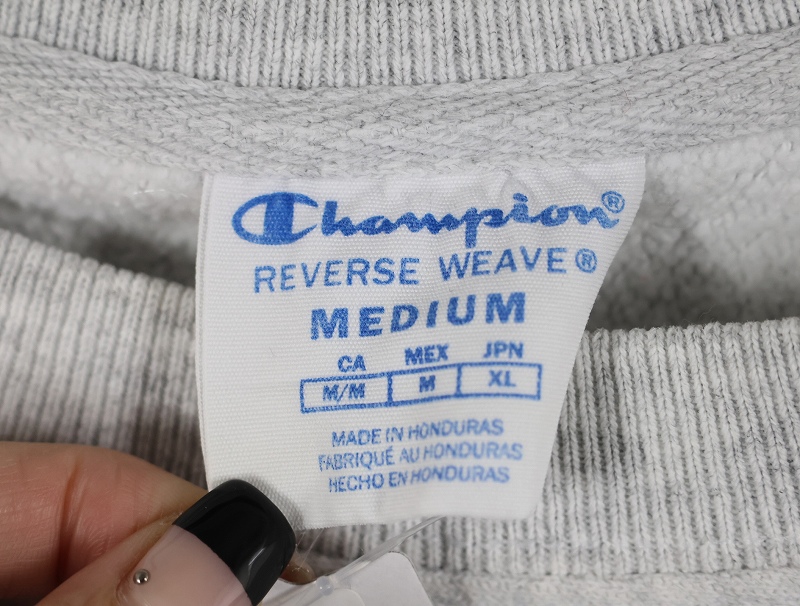 Champion®
REVERSE WEAVE®
MEDIUM
CA MEX JPN
M/M M XL
MADE IN HONDURAS
FABRIQUÉ AU HONDURAS
HECHO EN HONDURAS